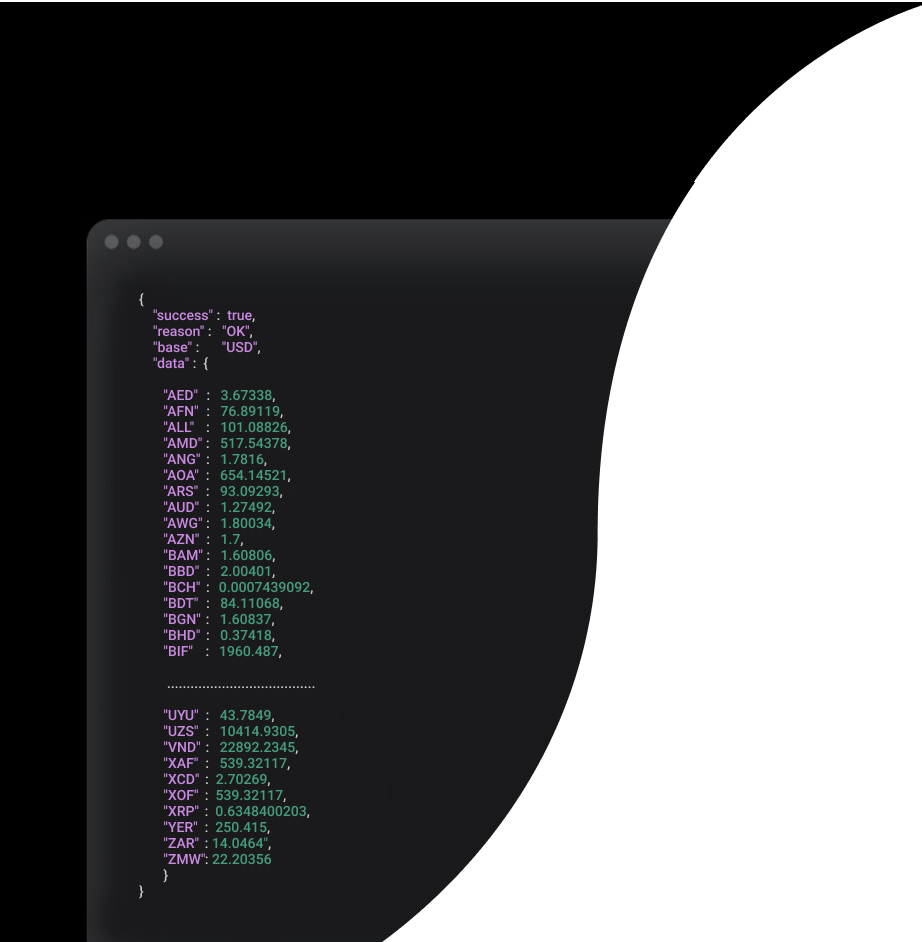 {
"success" : true,
"reason" : "OK",
"base" : "USD",
"data" : {
"AED" : 3.67338,
"AFN" : 76.89119,
"ALL" : 101.08826,
"AMD" : 517.54378,
"ANG" : 1.7816,
"AOA" : 654.14521,
"ARS" : 93.09293,
"AUD" : 1.27492,
"AWG" : 1.80034,
"AZN" : 1.7,
"BAM" : 1.60806,
"BBD" : 2.00401,
"BCH" : 0.0007439092,
"BDT" : 84.11068,
"BGN" : 1.60837,
"BHD" : 0.37418,
"BIF" : 1960.487,
......................................
"UYU" : 43.7849,
"UZS" : 10414.9305,
"VND" : 22892.2345,
"XAF" : 539.32117,
"XCD" : 2.70269,
"XOF" : 539.32117,
"XRP" : 0.6348400203,
"YER" : 250.415,
"ZAR" : 14.0464",
"ZMW": 22.20356
}
}